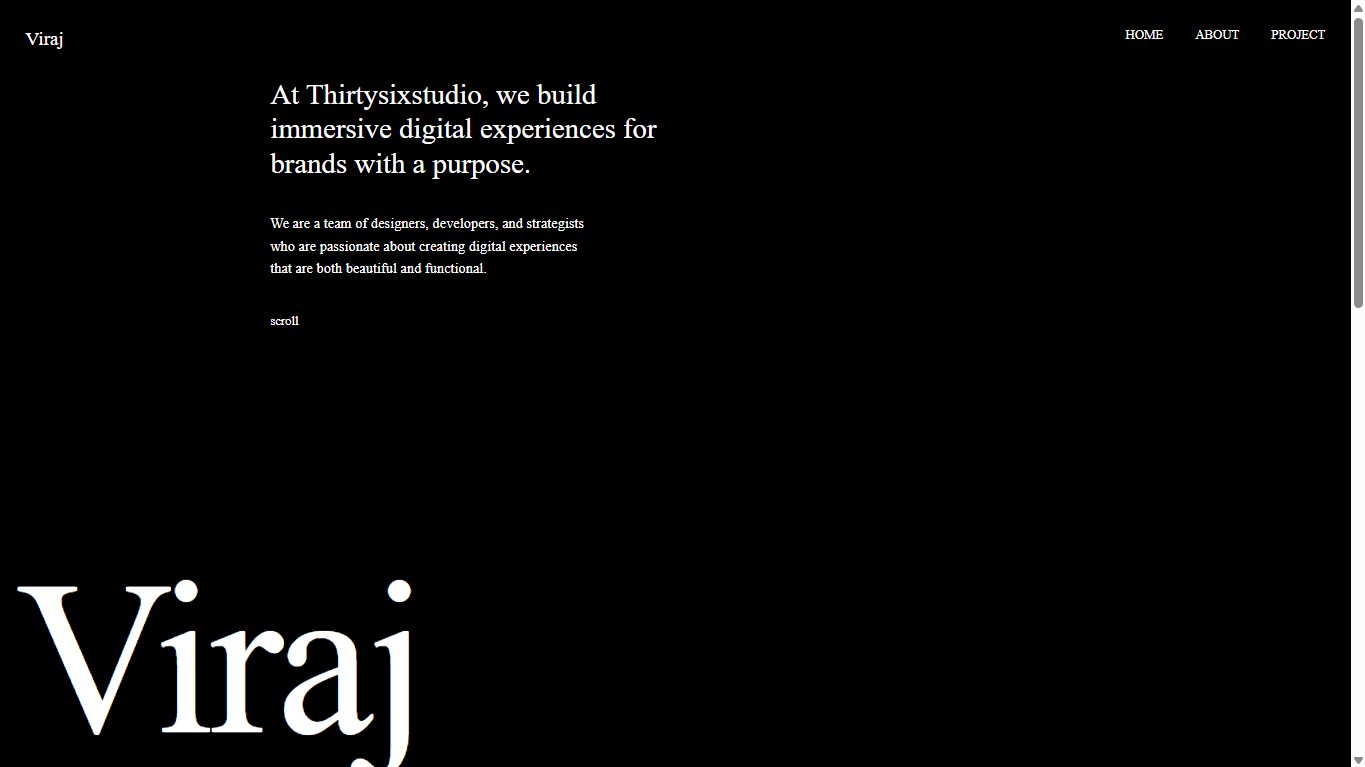 Viraj
HOME ABOUT PROJECT
At Thirtysixstudio, we build
immersive digital experiences for
brands with a purpose.
We are a team of designers, developers, and strategists
who are passionate about creating digital experiences
that are both beautiful and functional.
scroll
Viraj